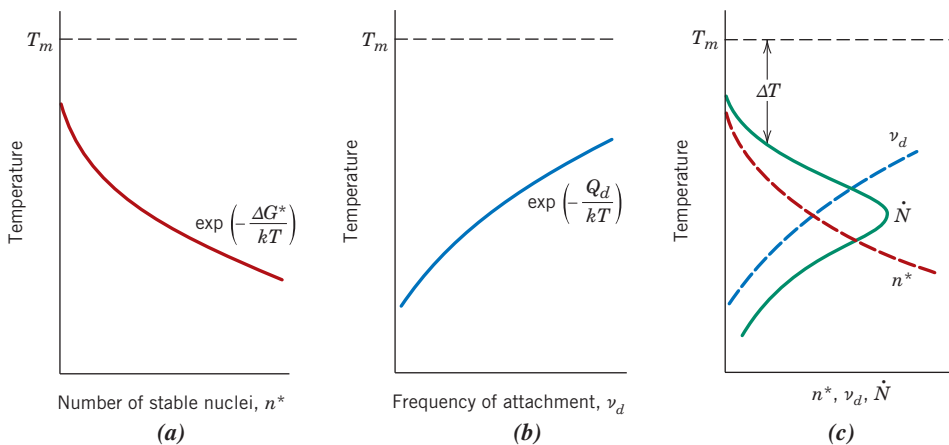 T_m
Temperature
exp (−ΔG*/kT)
Number of stable nuclei, n*
(a)
T_m
Temperature
exp (−Q_d/kT)
Frequency of attachment, ν_d
(b)
T_m
ΔT
ν_d
Ṅ
n*
Temperature
n*, ν_d, Ṅ
(c)